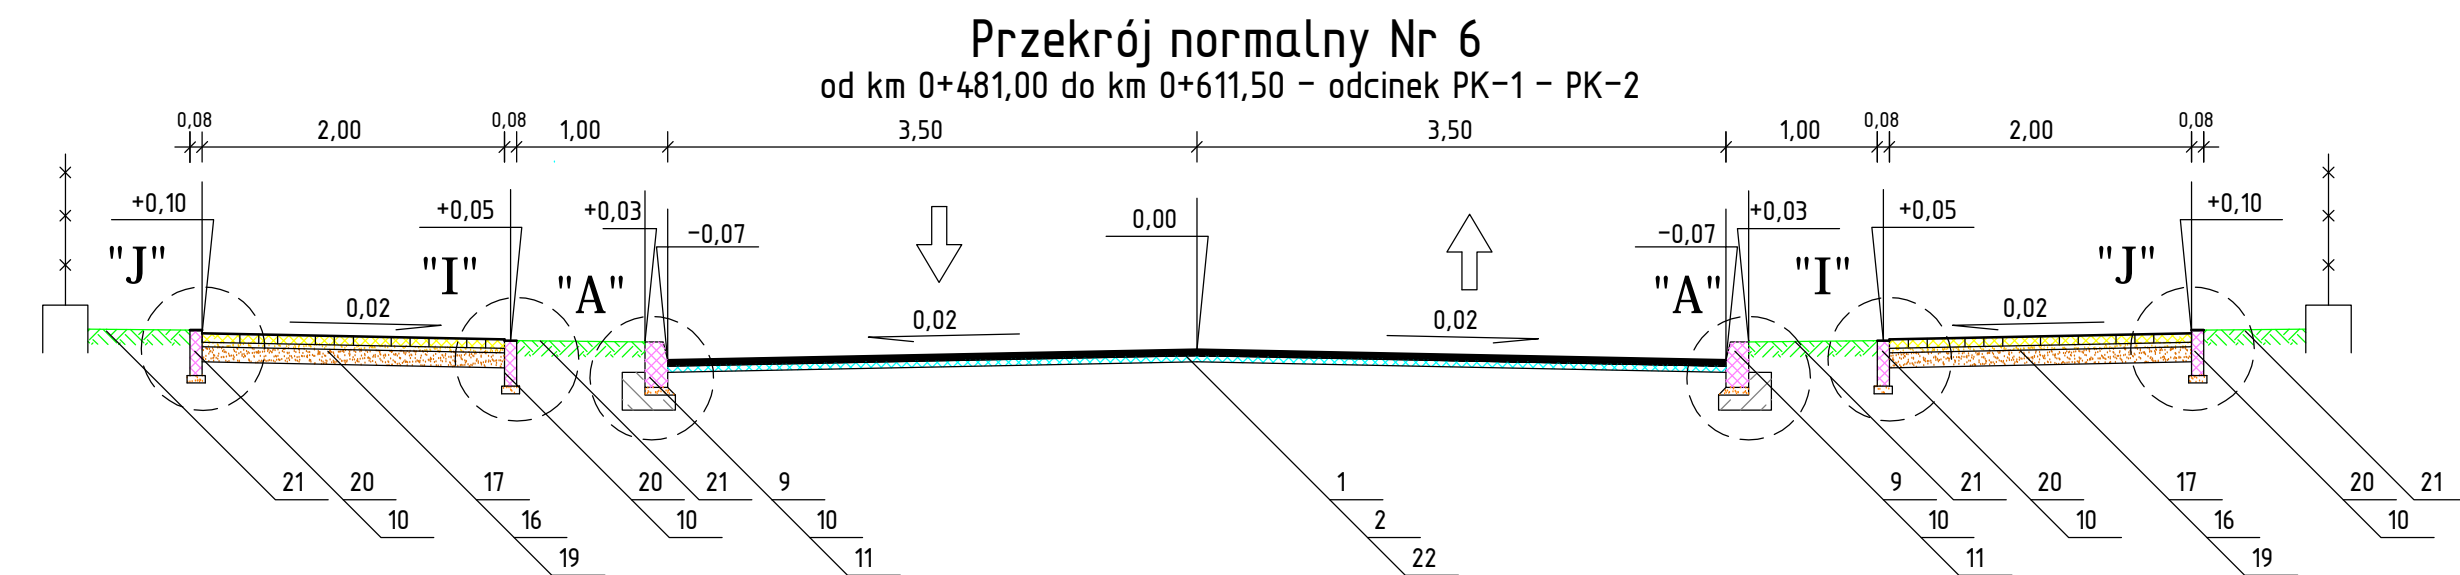 Przekrój normalny Nr 6
od km 0+481,00 do km 0+611,50 – odcinek PK–1 – PK–2
0,08 2,00 0,08 1,00 3,50 3,50 1,00 0,08 2,00 0,08
+0,10 +0,05 +0,03 –0,07 0,00 –0,07 +0,03 +0,05 +0,10
"J" "I" "A" "A" "I" "J"
0,02 0,02 0,02 0,02
21 20 17 20 21 9 1 9 21 20 17 20 21
10 16 10 10 2 10 10 16 10
19 11 22 11 19